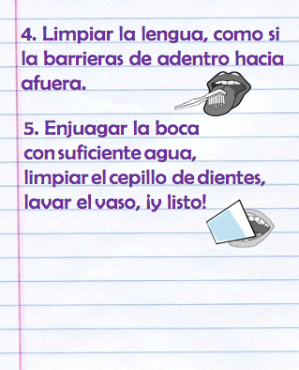 4. Limpiar la lengua, como si
la barrieras de adentro hacia
afuera.
5. Enjuagar la boca
con suficiente agua,
limpiar el cepillo de dientes,
lavar el vaso, ¡y listo!